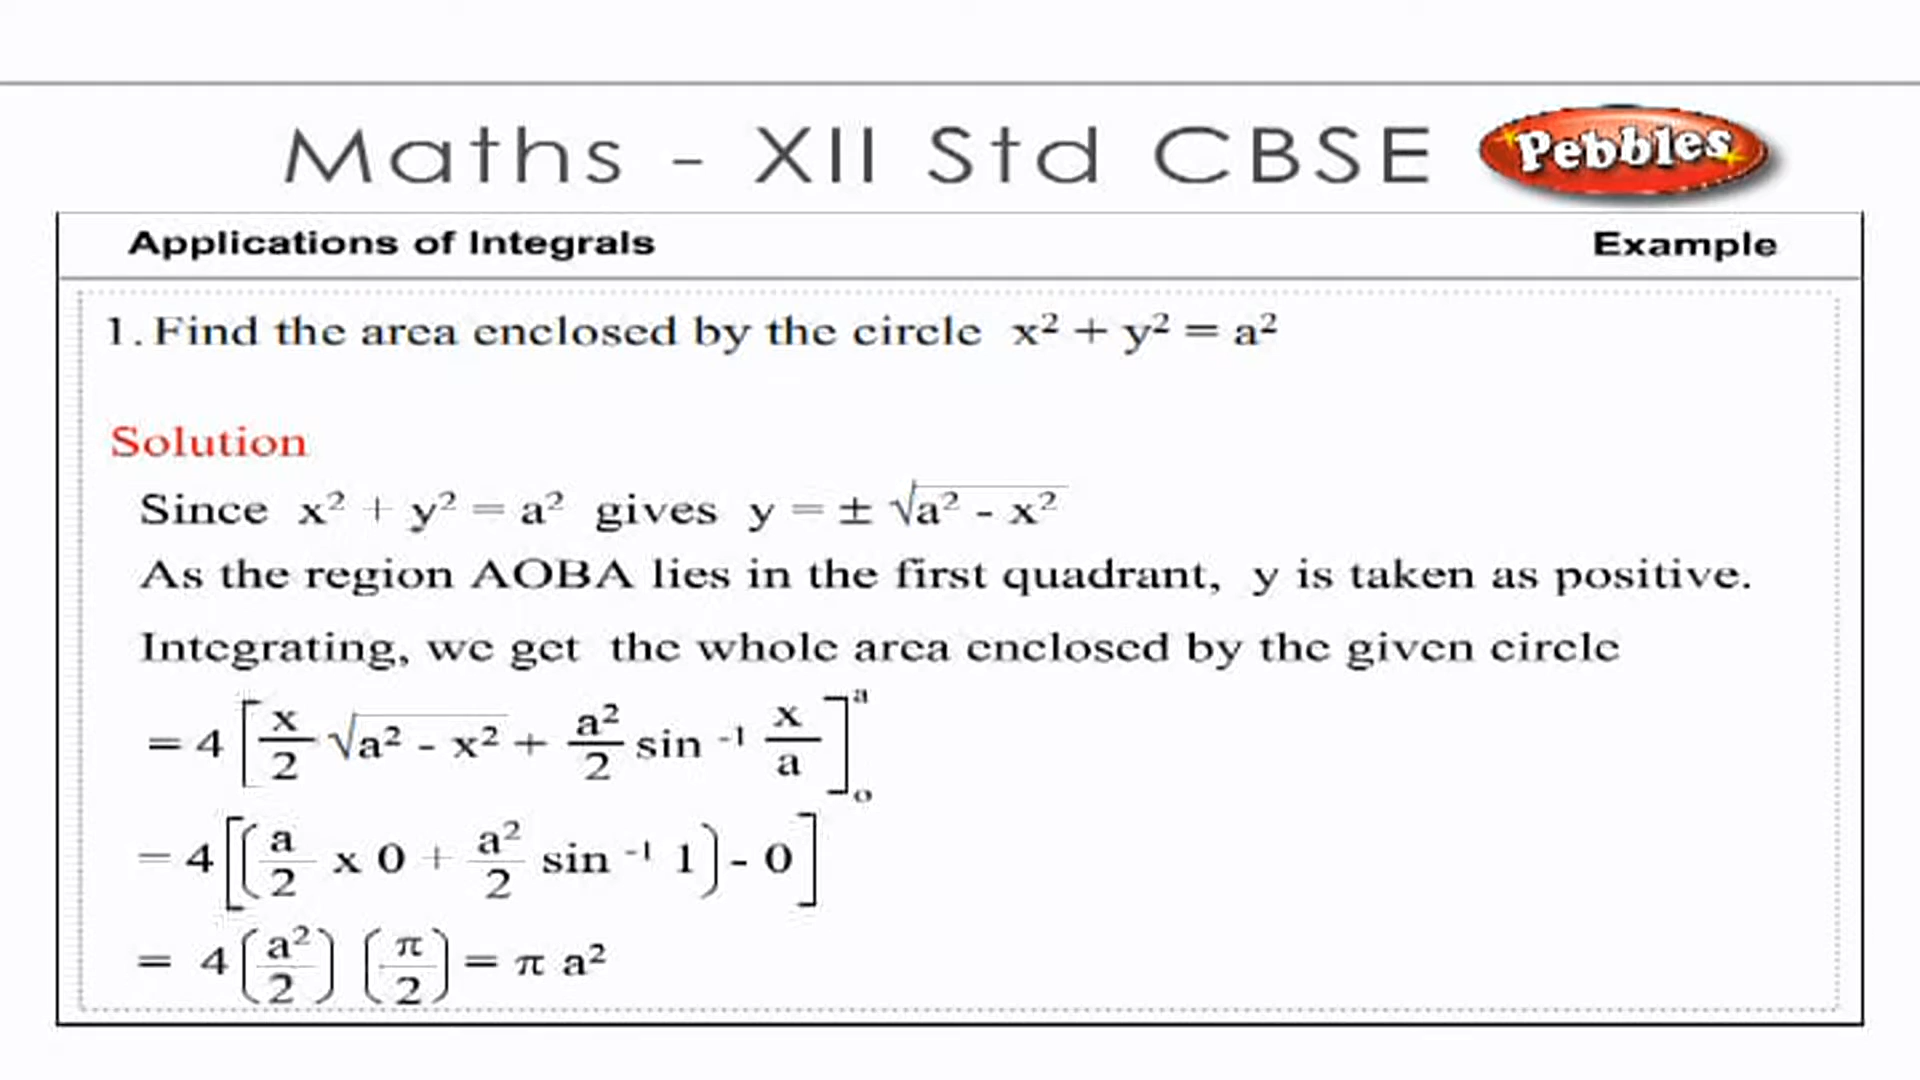 Maths - XII Std CBSE Pebbles
Applications of Integrals Example
1. Find the area enclosed by the circle x² + y² = a²
Solution
Since x² + y² = a² gives y = ± √a² - x²
As the region AOBA lies in the first quadrant, y is taken as positive.
Integrating, we get the whole area enclosed by the given circle
= 4 [x/2 √a² - x² + a²/2 sin⁻¹ x/a]ᵃ₀
= 4 [(a/2 x 0 + a²/2 sin⁻¹ 1) - 0]
= 4 (a²/2) (π/2) = π a²